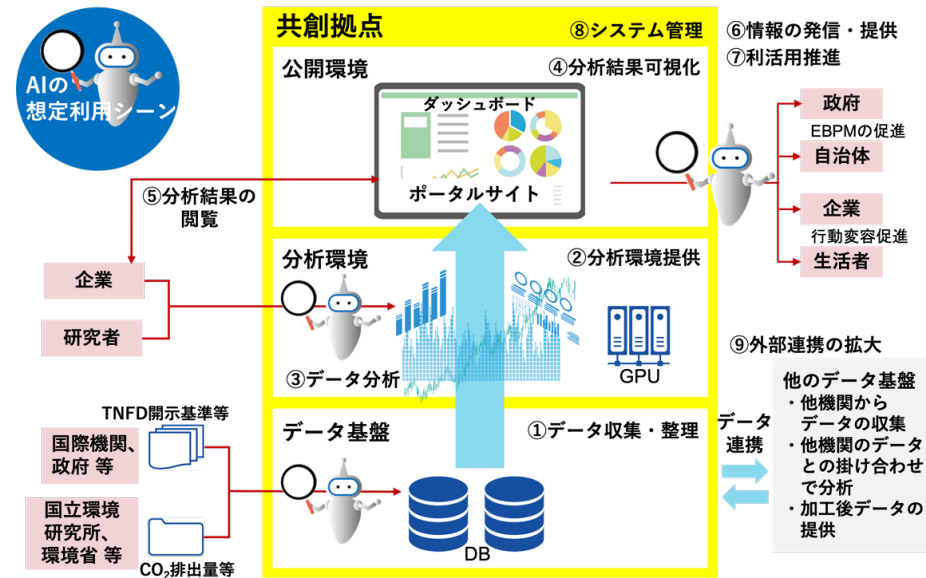 AIの
想定利用シーン
共創拠点
⑧システム管理
公開環境
④分析結果可視化
ダッシュボード
ポータルサイト
⑤分析結果の
閲覧
⑥情報の発信・提供
⑦利活用推進
政府
EBPMの促進
自治体
企業
行動変容促進
生活者
分析環境
②分析環境提供
企業
研究者
③データ分析
GPU
データ基盤
①データ収集・整理
TNFD開示基準等
国際機関、
政府 等
国立環境
研究所、
環境省 等
CO₂排出量等
DB
データ
連携
⑨外部連携の拡大
他のデータ基盤
・他機関から
データの収集
・他機関のデータ
との掛け合わせ
で分析
・加工後データの
提供